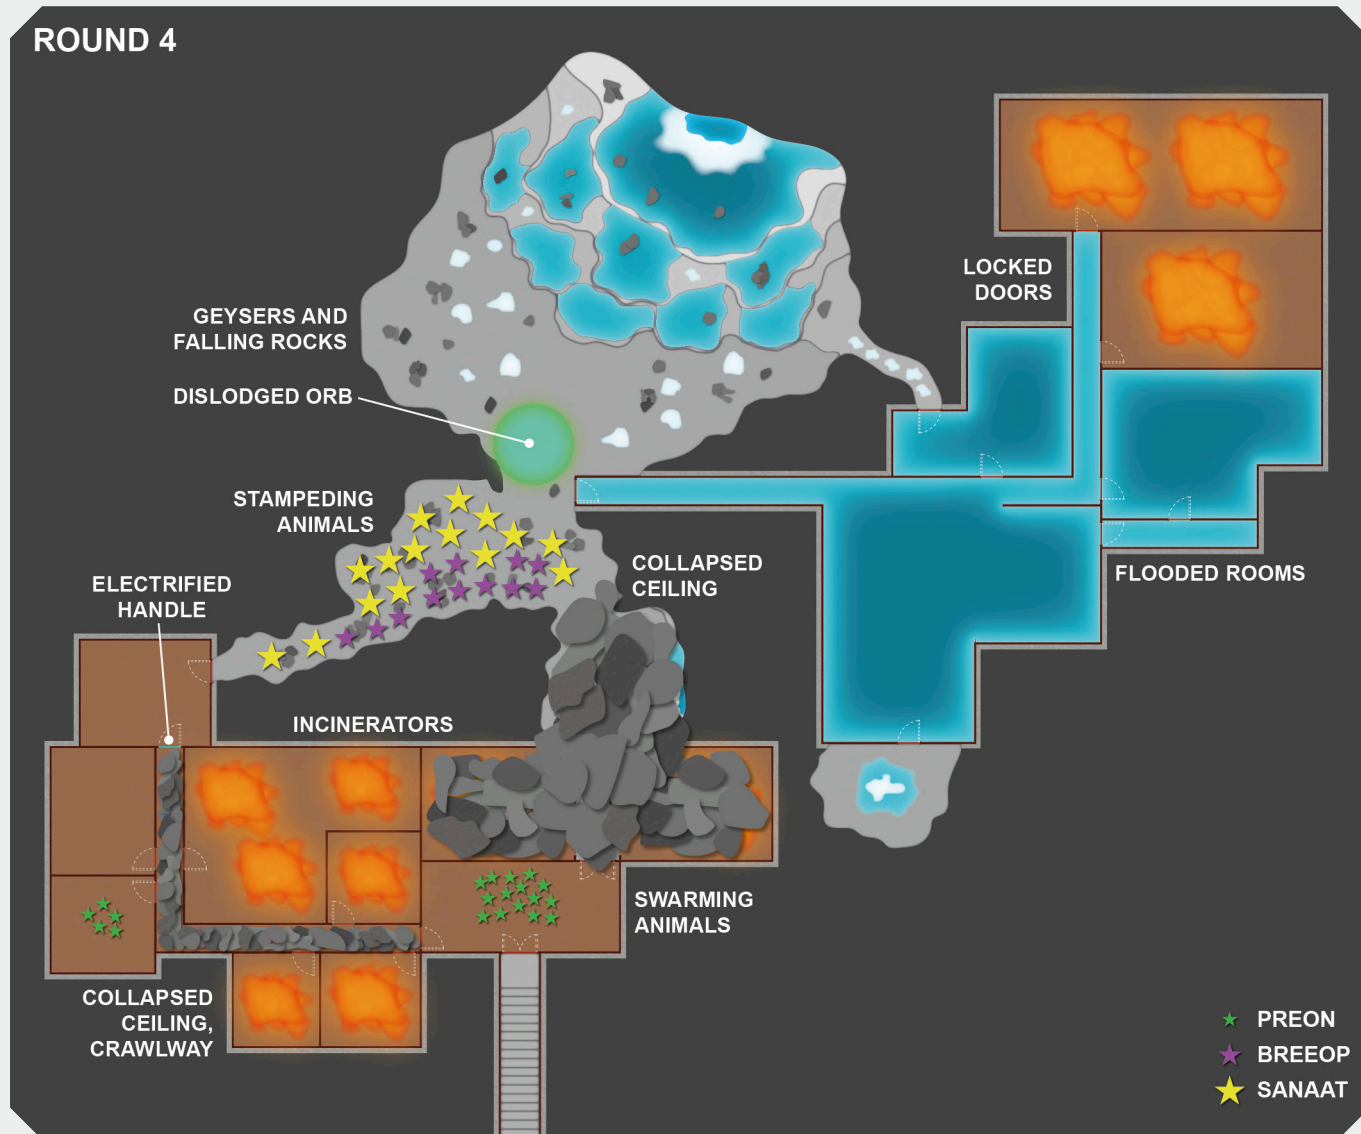 ROUND 4
LOCKED
DOORS
GEYSERS AND
FALLING ROCKS
DISLODGED ORB
STAMPEDING
ANIMALS
COLLAPSED
CEILING
FLOODED ROOMS
ELECTRIFIED
HANDLE
INCINERATORS
SWARMING
ANIMALS
COLLAPSED
CEILING,
CRAWLWAY
PREON
BREEOP
SANAAT